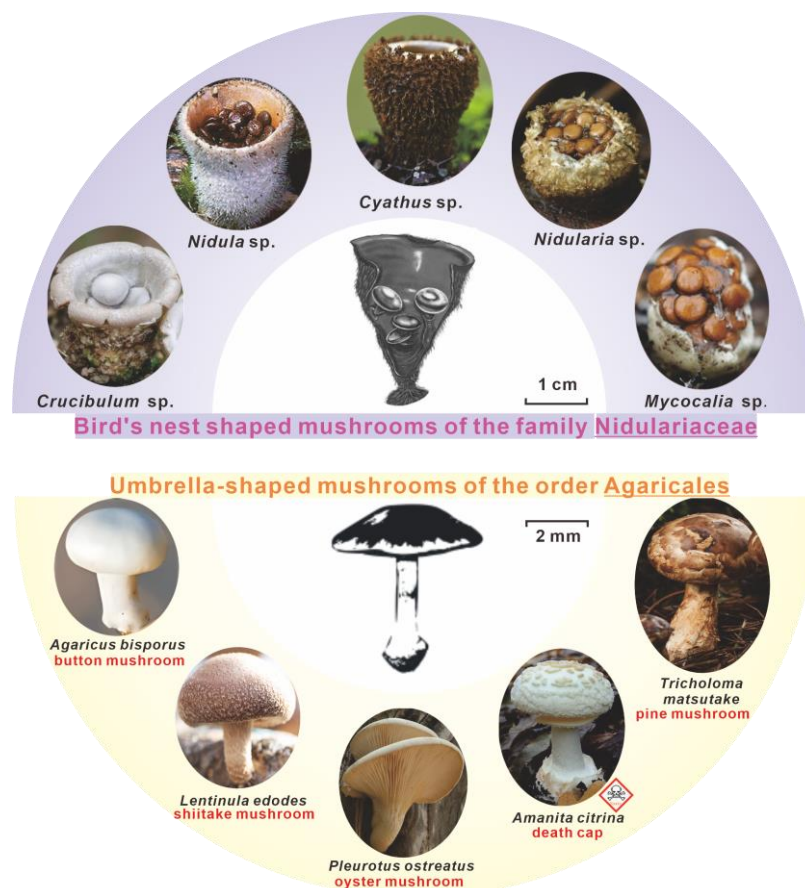 Cyathus sp.
Nidula sp.
Nidularia sp.
Crucibulum sp.
1 cm
Mycocalia sp.
Bird's nest shaped mushrooms of the family Nidulariaceae
Umbrella-shaped mushrooms of the order Agaricales
2 mm
Agaricus bisporus
button mushroom
Tricholoma
matsutake
pine mushroom
Lentinula edodes
shiitake mushroom
Amanita citrina
death cap
Pleurotus ostreatus
oyster mushroom